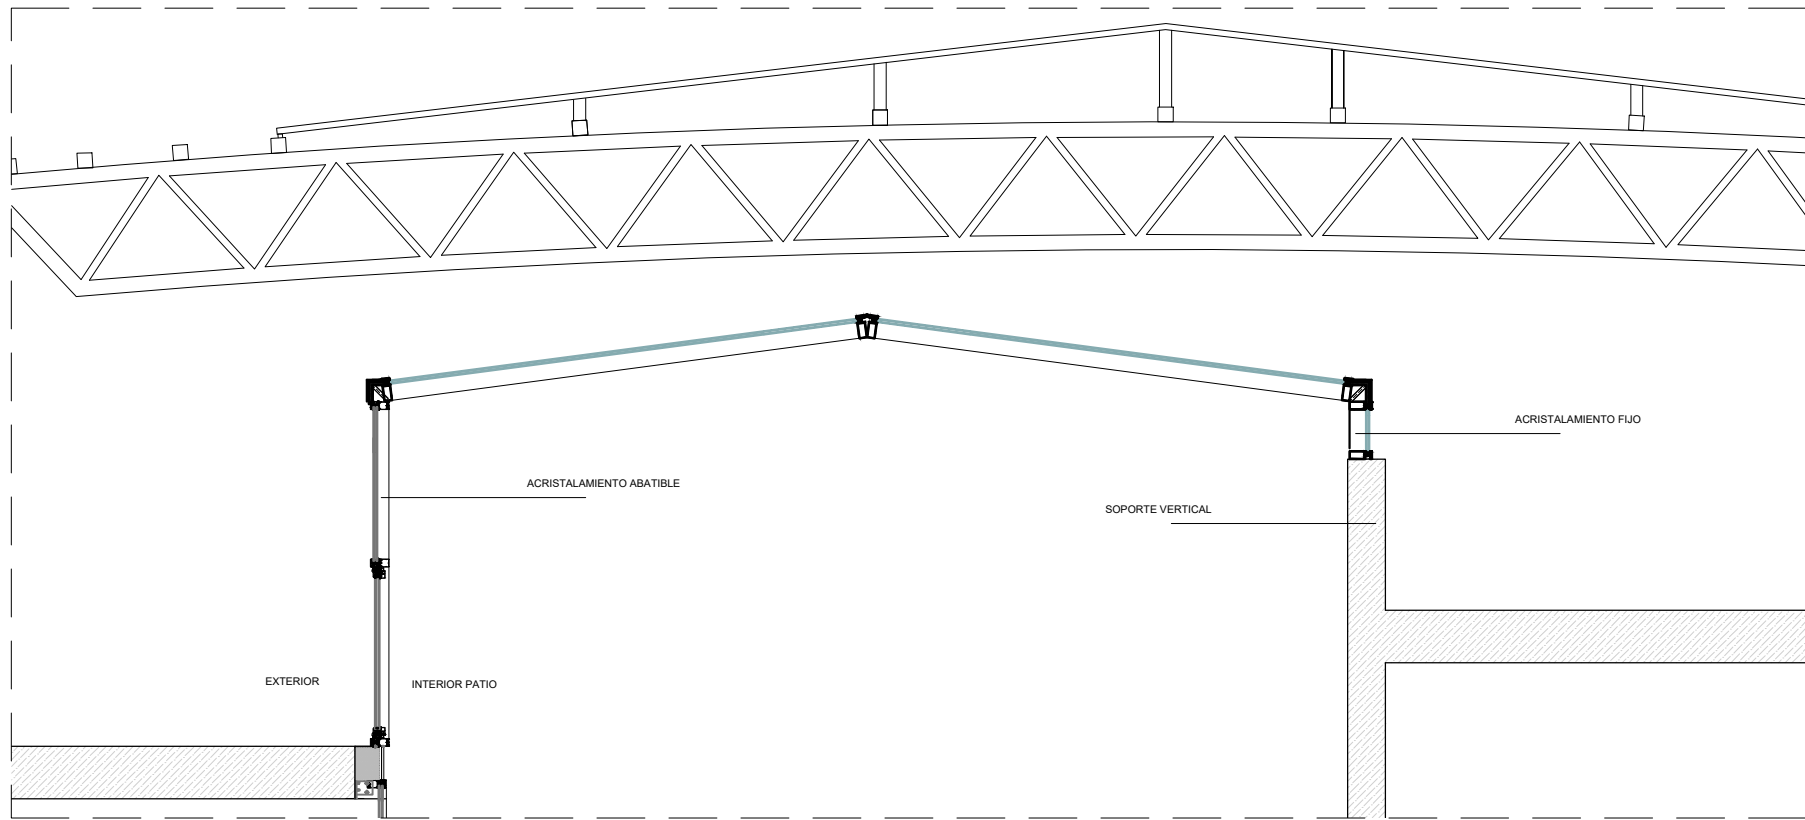 ACRISTALAMIENTO FIJO
ACRISTALAMIENTO ABATIBLE
SOPORTE VERTICAL
EXTERIOR
INTERIOR PATIO